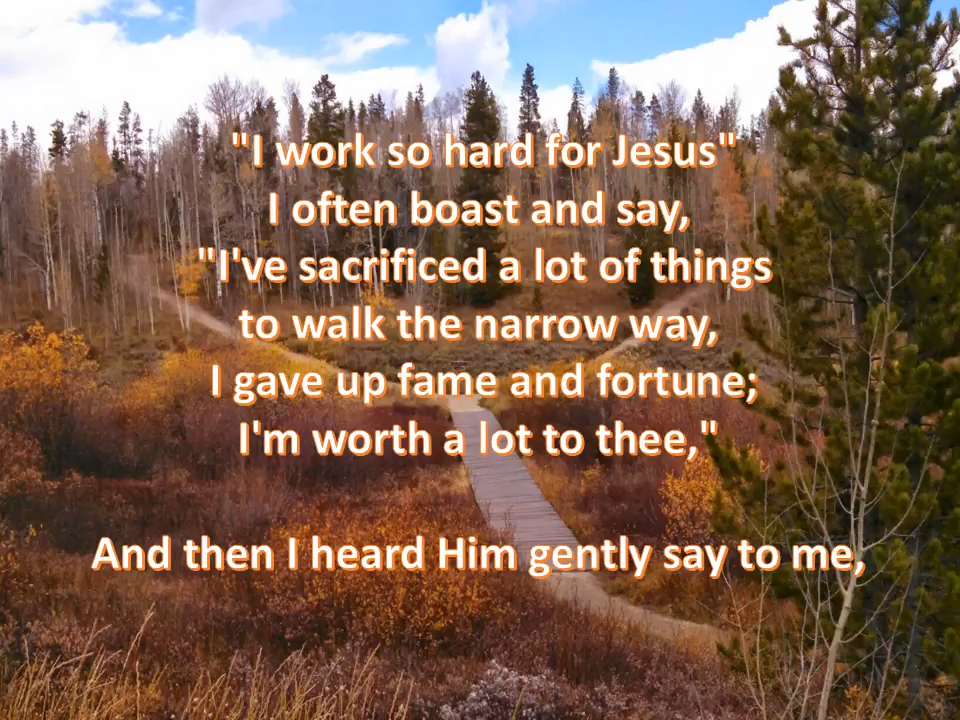 "I work so hard for Jesus"
I often boast and say,
"I've sacrificed a lot of things
to walk the narrow way,
I gave up fame and fortune;
I'm worth a lot to thee,"
And then I heard Him gently say to me,